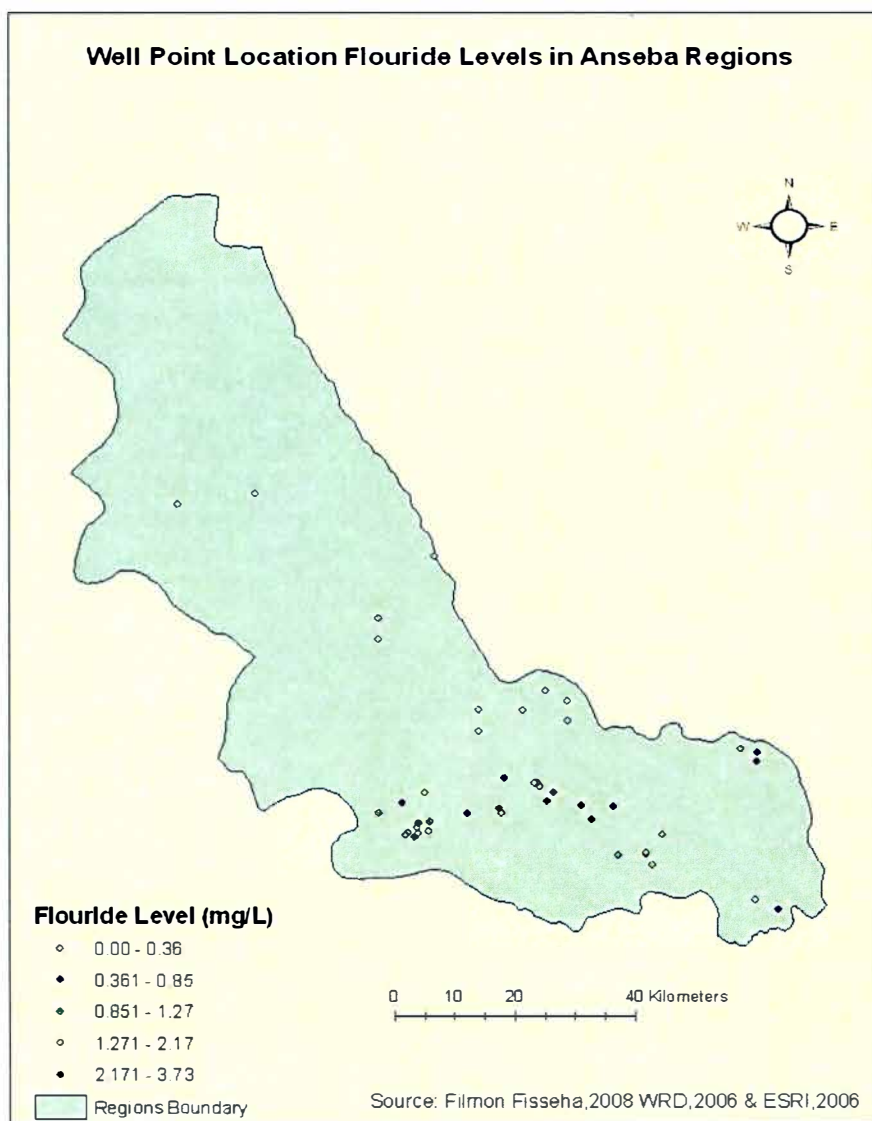 Well Point Location Flouride Levels in Anseba Regions
N
W E
S
Flouride Level (mg/L)
0.00 - 0.36
0.361 - 0.85
0.851 - 1.27
1.271 - 2.17
2.171 - 3.73
Regions Boundary
0 10 20 40 Kilometers
Source: Filmon Fisseha,2008 WRD,2006 & ESRI,2006